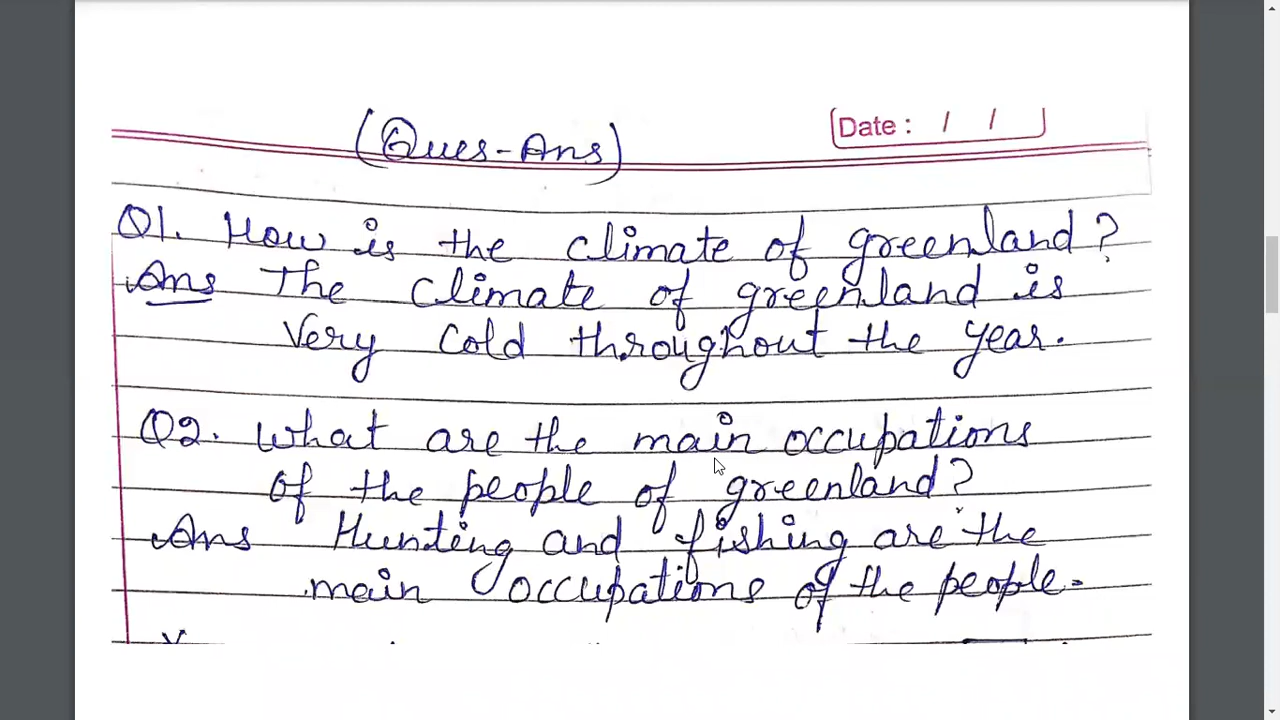 (Ques-Ans)
Date : / /
Q1. How is the climate of greenland?
Ans The climate of greenland is
very cold throughout the year.
Q2. What are the main occupations
of the people of greenland?
Ans Hunting and fishing are the
main occupations of the people.